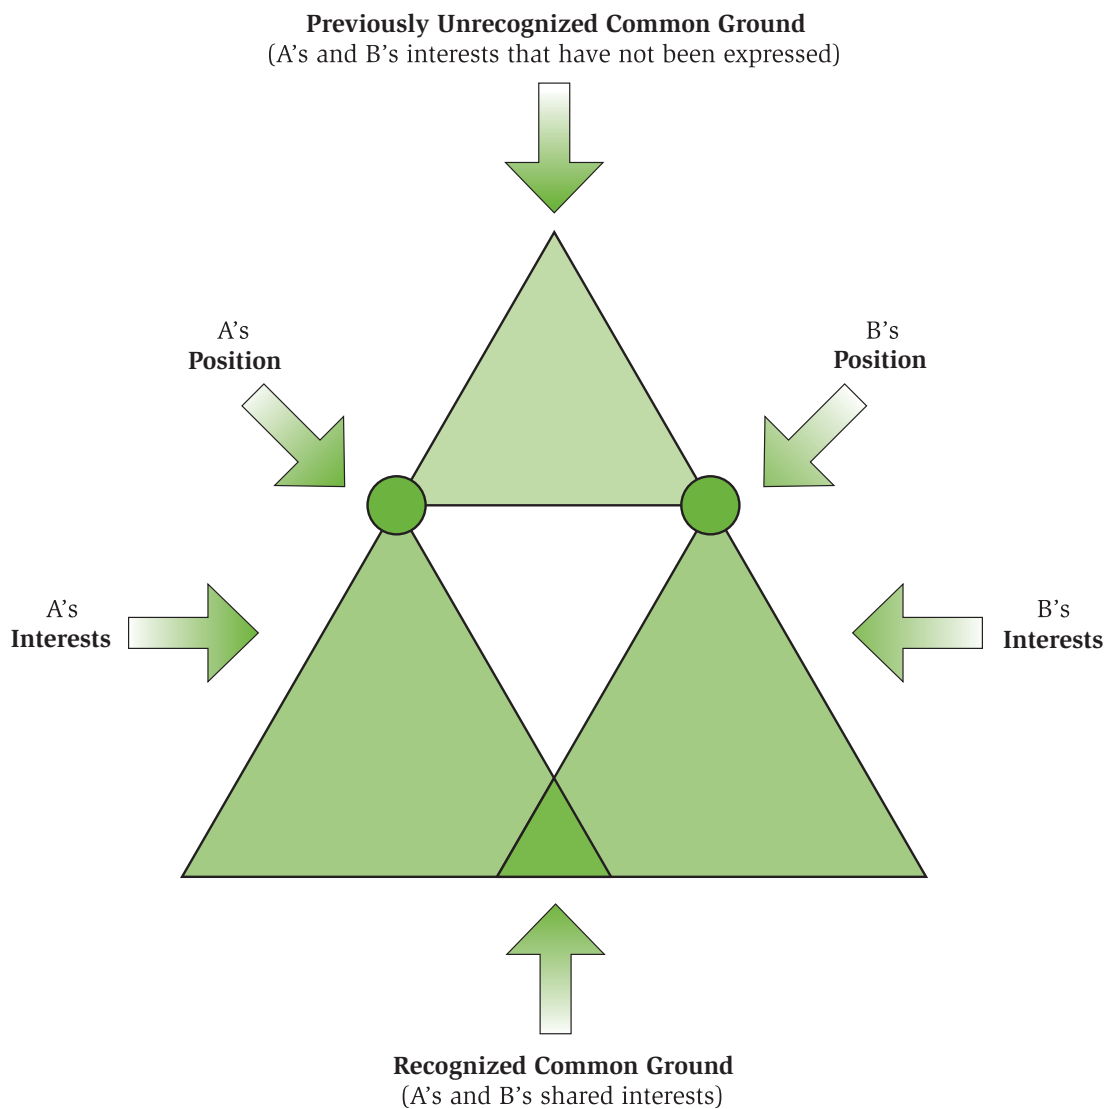 Previously Unrecognized Common Ground
(A’s and B’s interests that have not been expressed)
A’s
Position
B’s
Position
A’s
Interests
B’s
Interests
Recognized Common Ground
(A’s and B’s shared interests)